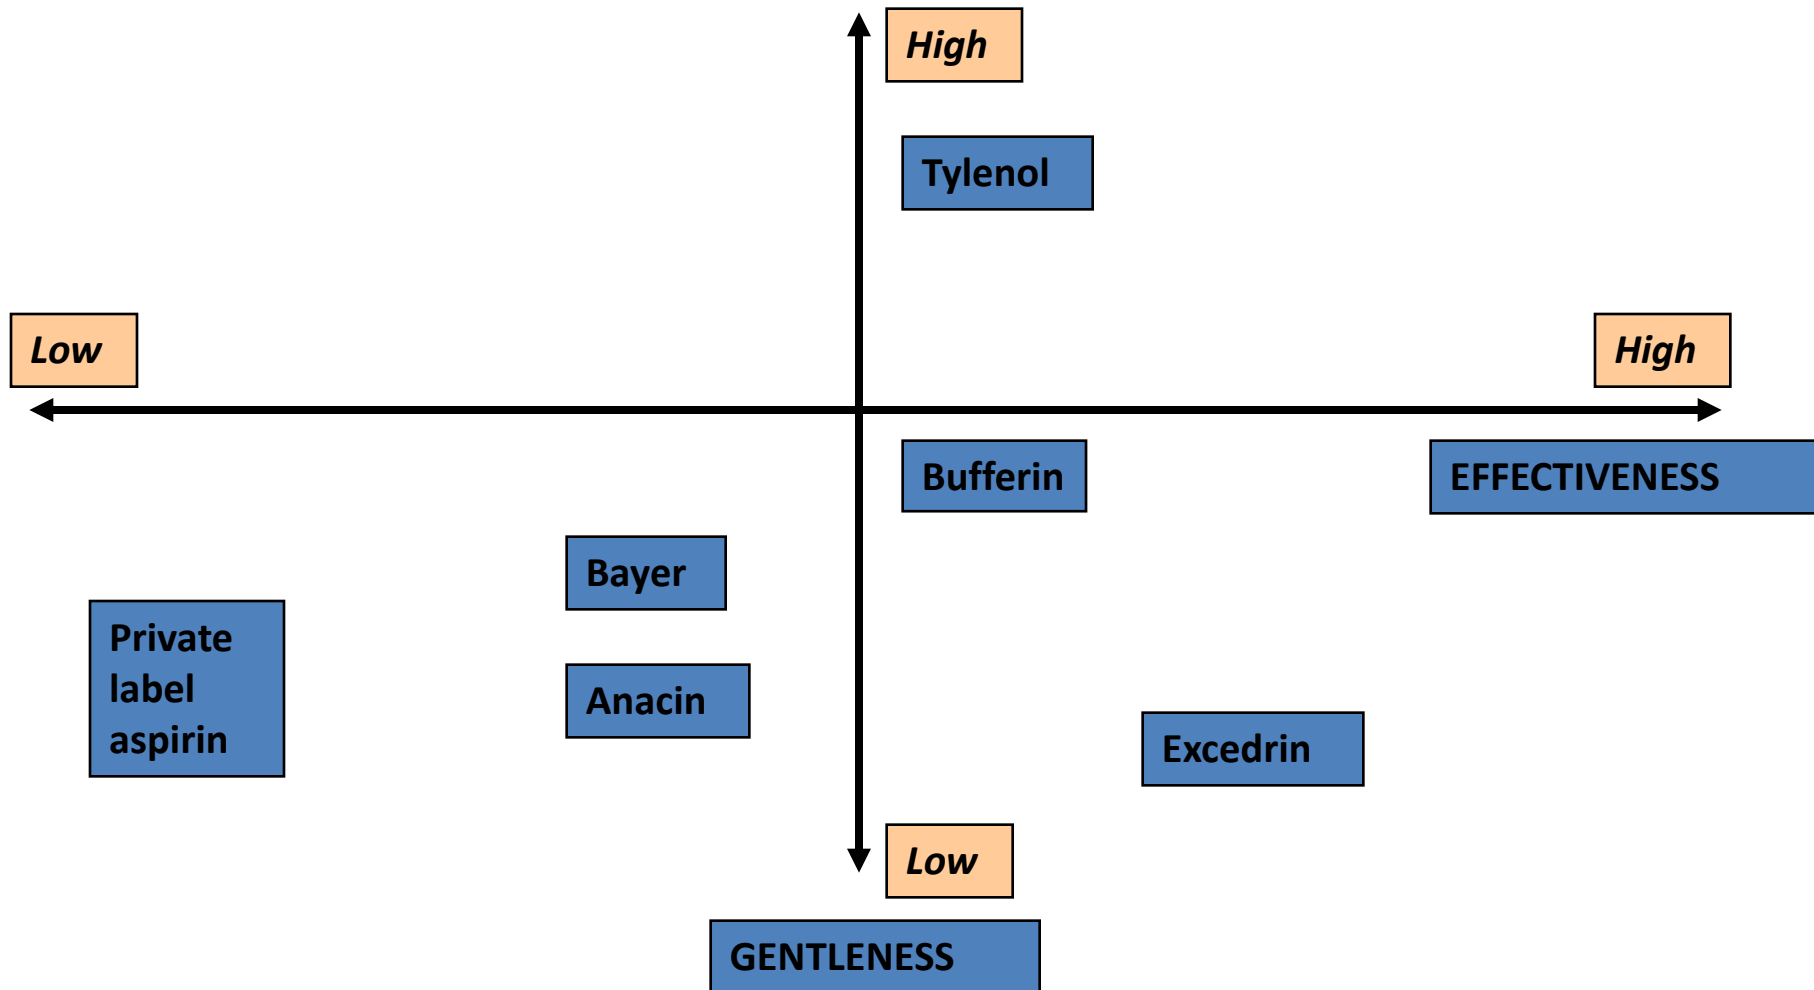 High
Tylenol
Low
High
Bufferin
EFFECTIVENESS
Bayer
Private
label
aspirin
Anacin
Excedrin
Low
GENTLENESS